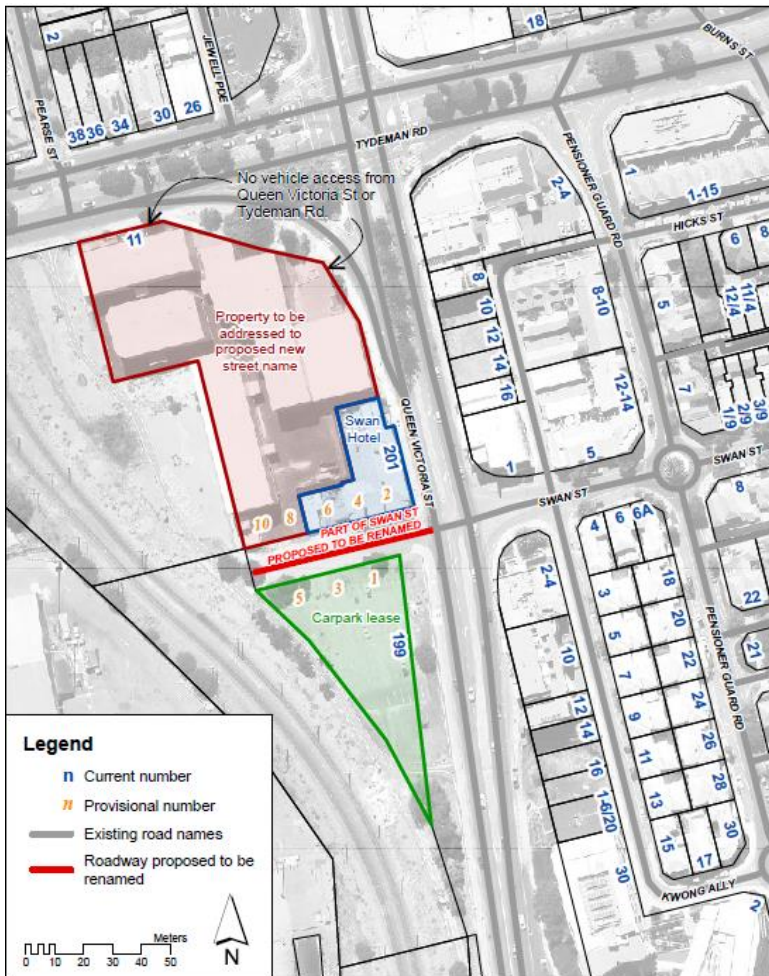 18
BURNS ST
2
JEWELL PDE
PEARSE ST
38
36
34
30
26
TYDEMAN RD
PENSIONER GUARD RD
No vehicle access from
Queen Victoria St or
Tydeman Rd.
11
2-4
1
1-15
HICKS ST
6
8
8
10
12
14
16
8-10
5
12/4
11/4
Property to be
addressed to
proposed new
street name
12-14
7
1/9
2/9
3/9
QUEEN VICTORIA ST
Swan
Hotel
201
1
5
SWAN ST
SWAN ST
10
8
6
4
2
PART OF SWAN ST
PROPOSED TO BE RENAMED
8
4
6
6A
2-4
5
3
1
Carpark lease
199
3
18
22
5
20
10
7
22
21
PENSIONER GUARD RD
12
9
24
14
11
26
16
13
28
1-6/20
15
17
30
30
KWONG ALLY
2
Legend
n Current number
n Provisional number
Existing road names
Roadway proposed to be
renamed
Meters
0 10 20 30 40 50
N